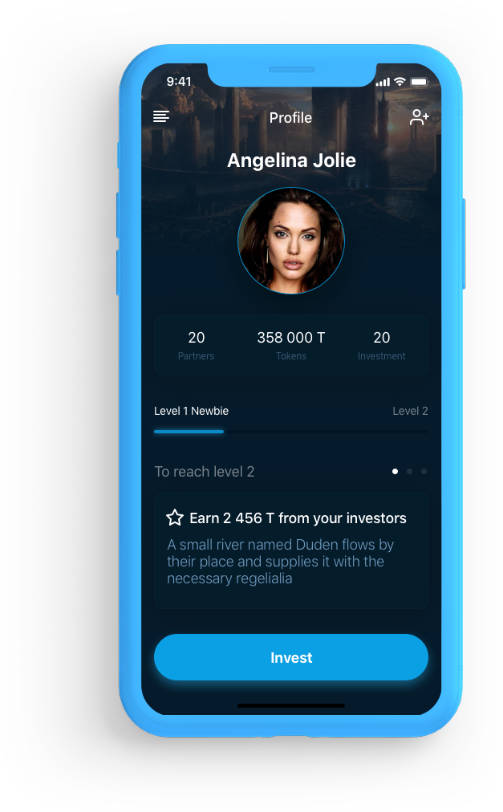 9:41
Profile
Angelina Jolie
20 358 000 T 20
Partners Tokens Investment
Level 1 Newbie Level 2
To reach level 2
Earn 2 456 T from your investors
A small river named Duden flows by
their place and supplies it with the
necessary regelialia
Invest